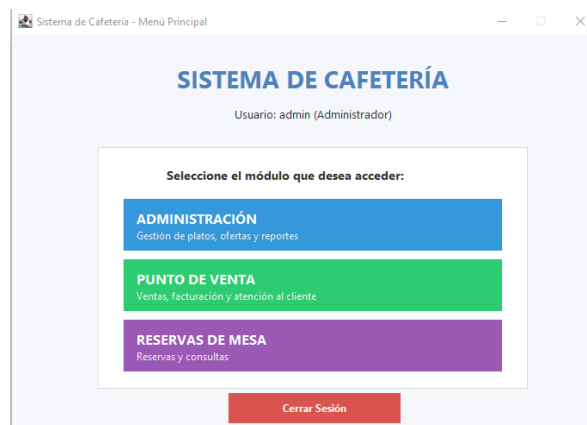 Sistema de Cafetería - Menú Principal
SISTEMA DE CAFETERÍA
Usuario: admin (Administrador)
Seleccione el módulo que desea acceder:
ADMINISTRACIÓN
Gestión de platos, ofertas y reportes
PUNTO DE VENTA
Ventas, facturación y atención al cliente
RESERVAS DE MESA
Reservas y consultas
Cerrar Sesión